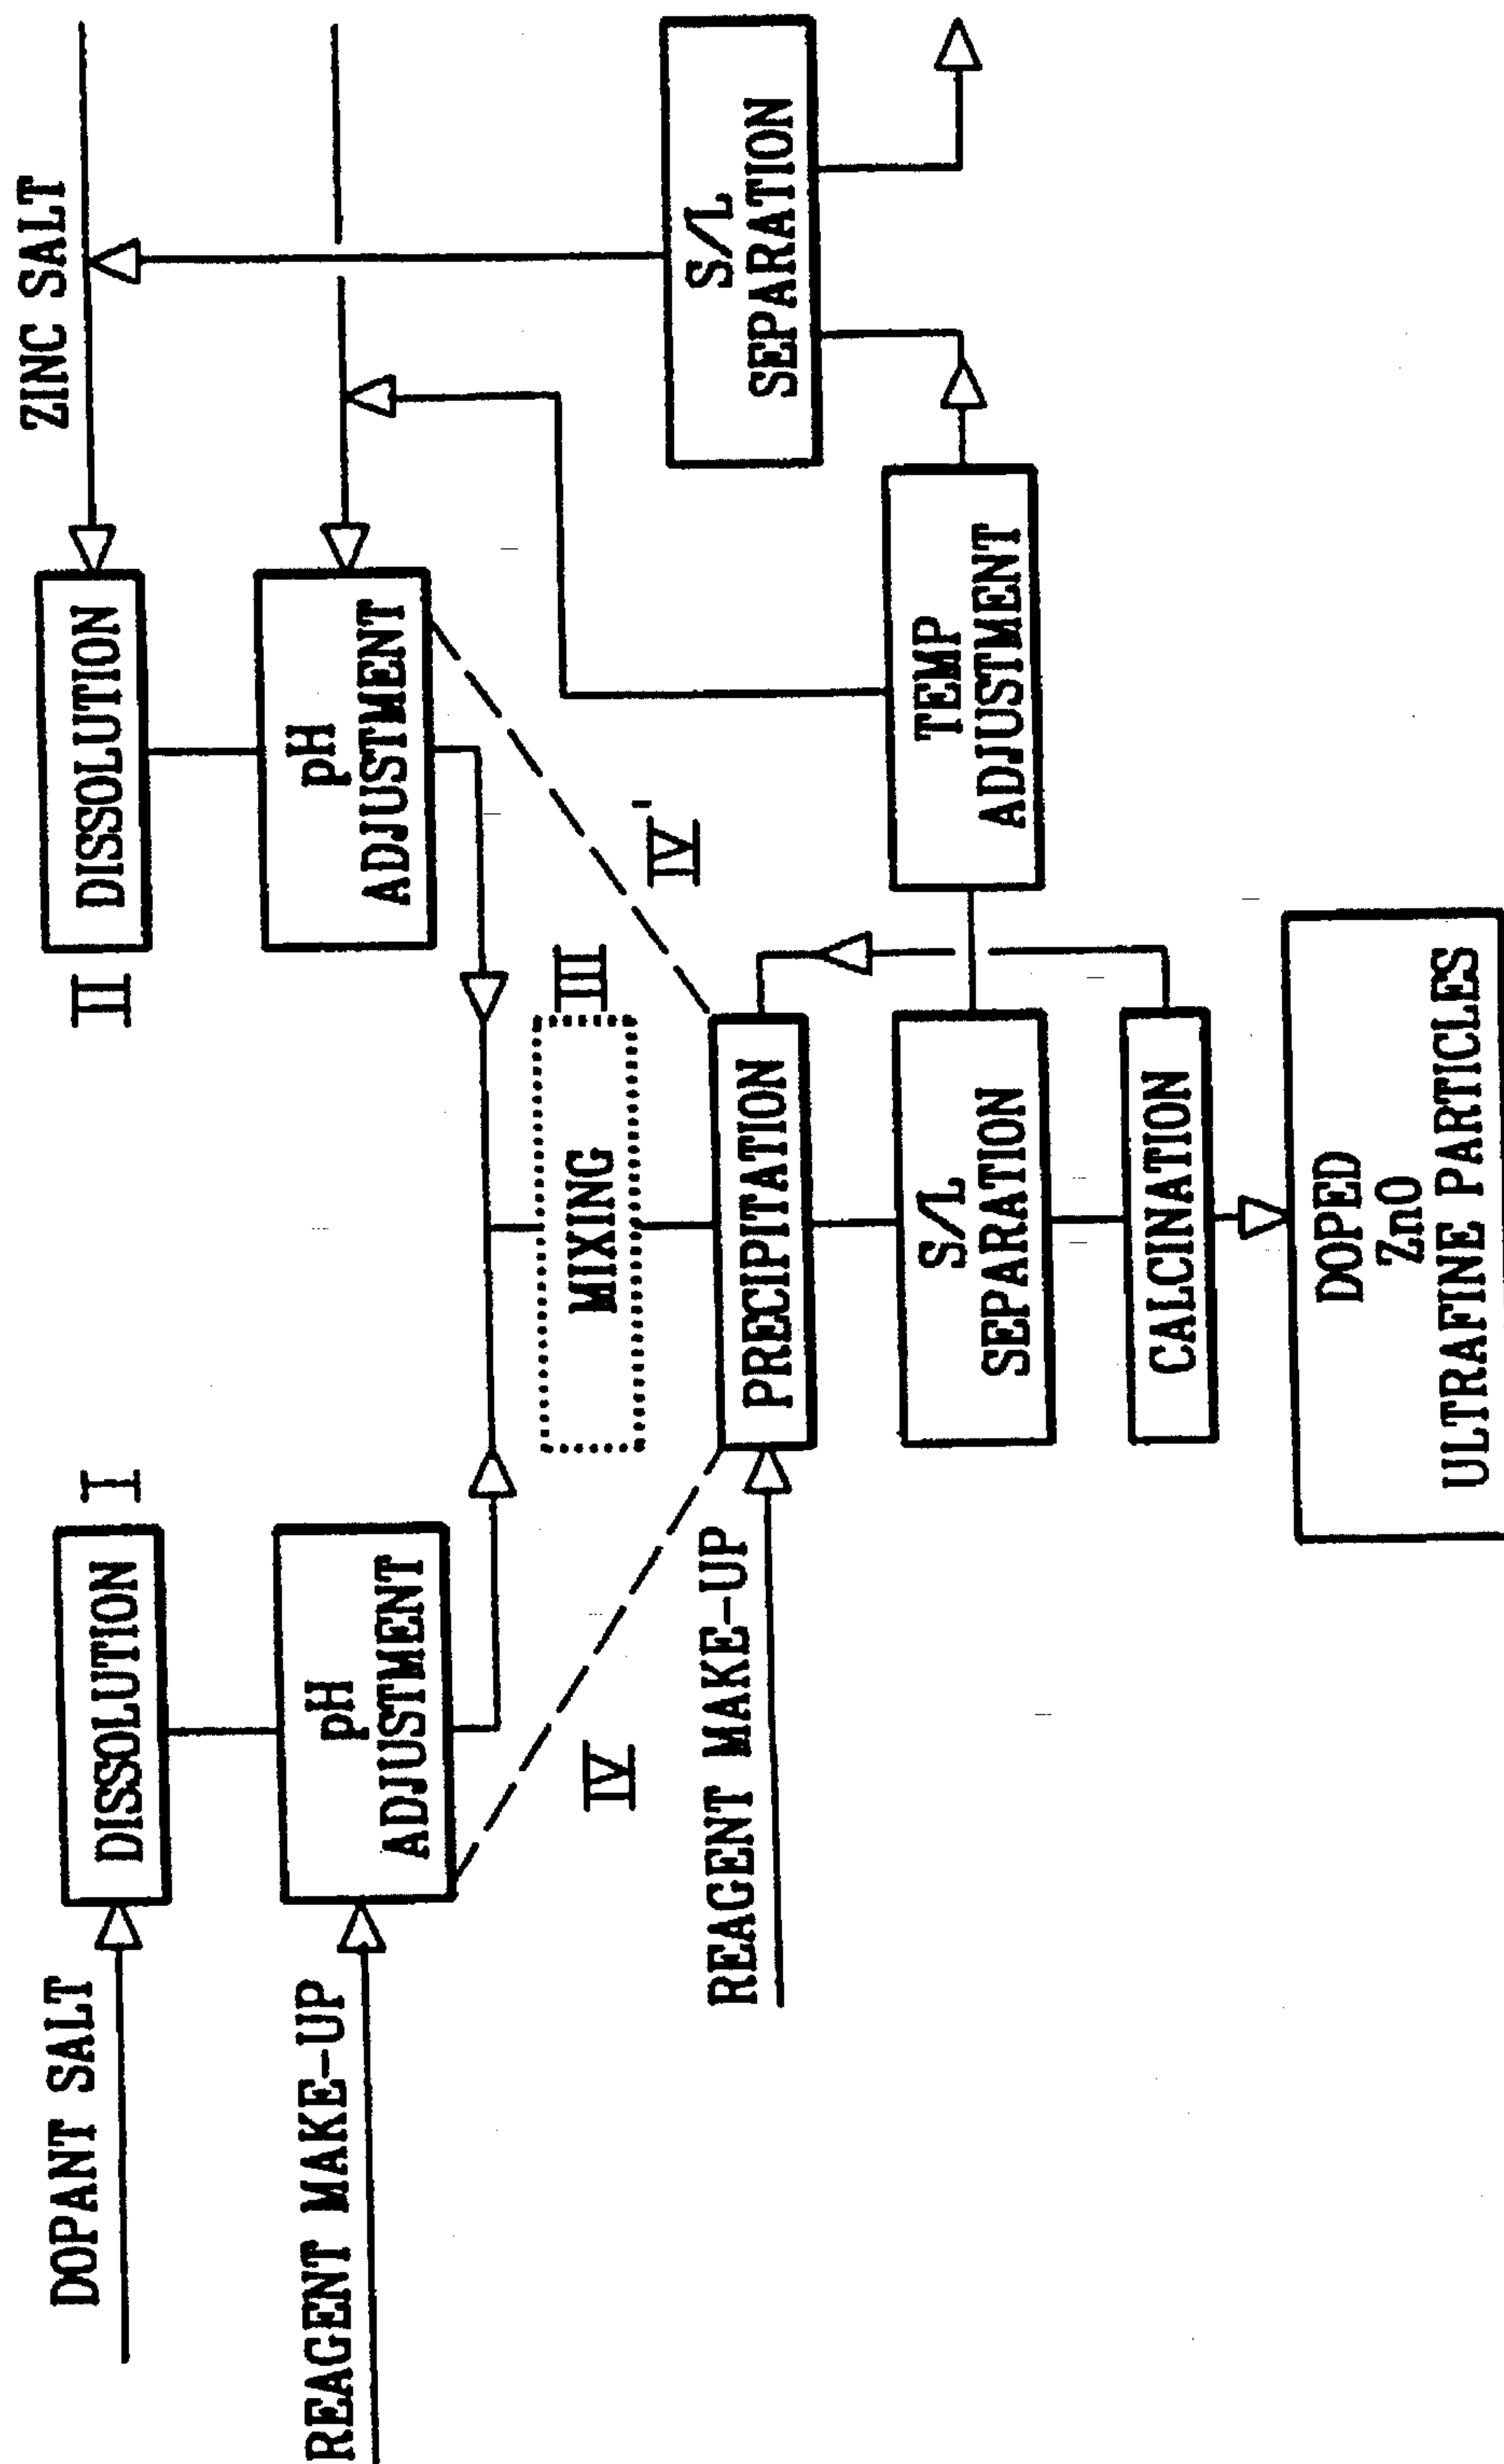 DOPANT SALT
DISSOLUTION
I
II
DISSOLUTION
ZINC SALT
REAGENT MAKE-UP
pH
ADJUSTMENT
pH
ADJUSTMENT
IV
MIXING
III
IV'
REAGENT MAKE-UP
PRECIPITATION
S/L
SEPARATION
TEMP
ADJUSTMENT
S/L
SEPARATION
CALCINATION
DOPED
ZnO
ULTRAFINE PARTICLES